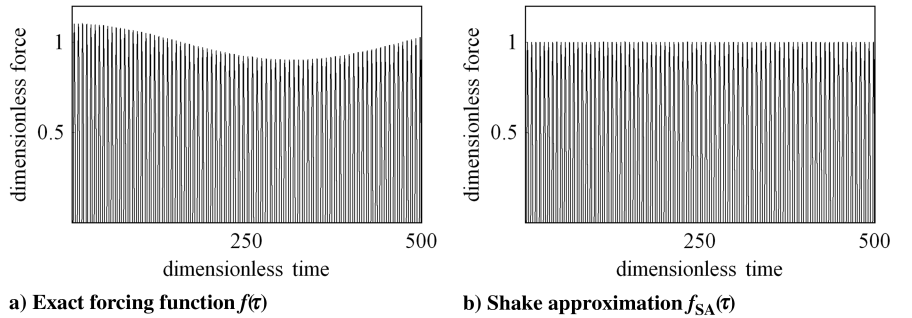 dimensionless force
1
0.5
250
500
dimensionless time
a) Exact forcing function f(τ)
dimensionless force
1
0.5
250
500
dimensionless time
b) Shake approximation fSA(τ)